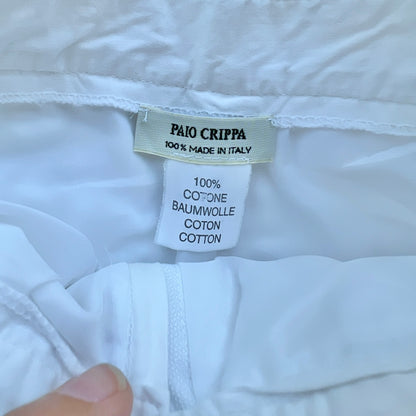 PAIO CRIPPA
100% MADE IN ITALY
100%
COTONE
BAUMWOLLE
COTON
COTTON